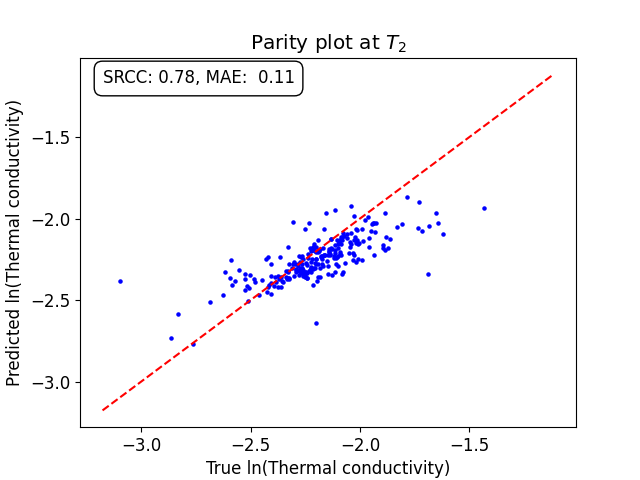 Parity plot at T₂
SRCC: 0.78, MAE:  0.11
Predicted ln(Thermal conductivity)
−1.5
−2.0
−2.5
−3.0
−3.0
−2.5
−2.0
−1.5
True ln(Thermal conductivity)